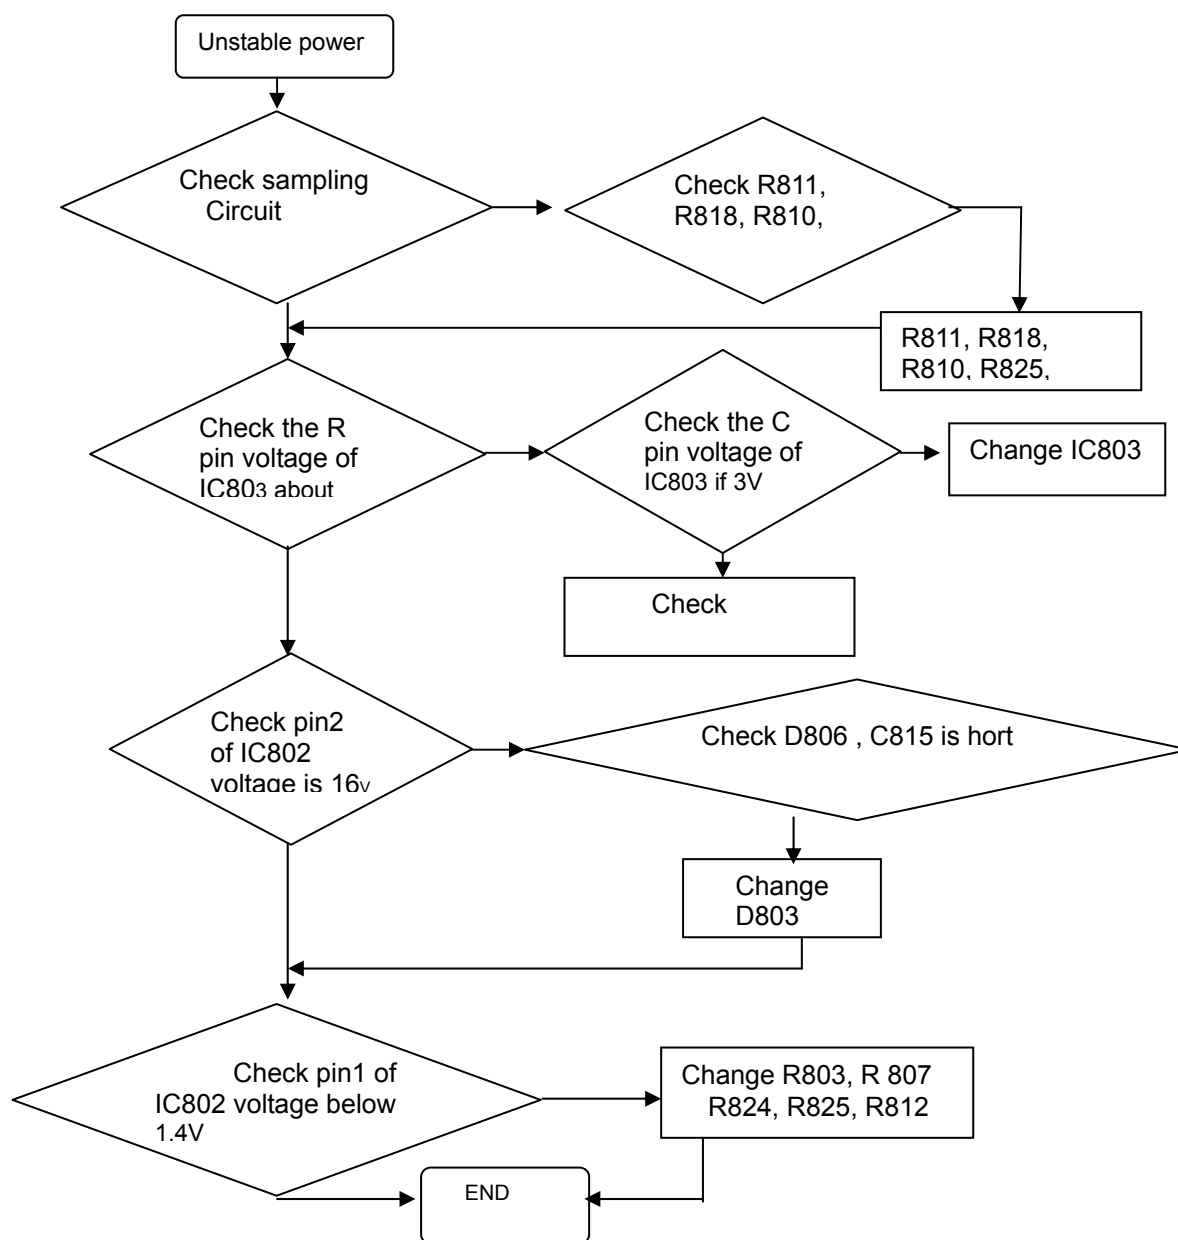 Unstable power
Check sampling
Circuit
Check R811,
R818, R810,
R811, R818,
R810, R825,
Check the R
pin voltage of
IC803 about
Check the C
pin voltage of
IC803 if 3V
Change IC803
Check
Check pin2
of IC802
voltage is 16V
Check D806 , C815 is hort
Change
D803
Check pin1 of
IC802 voltage below
1.4V
Change R803, R 807
R824, R825, R812
END